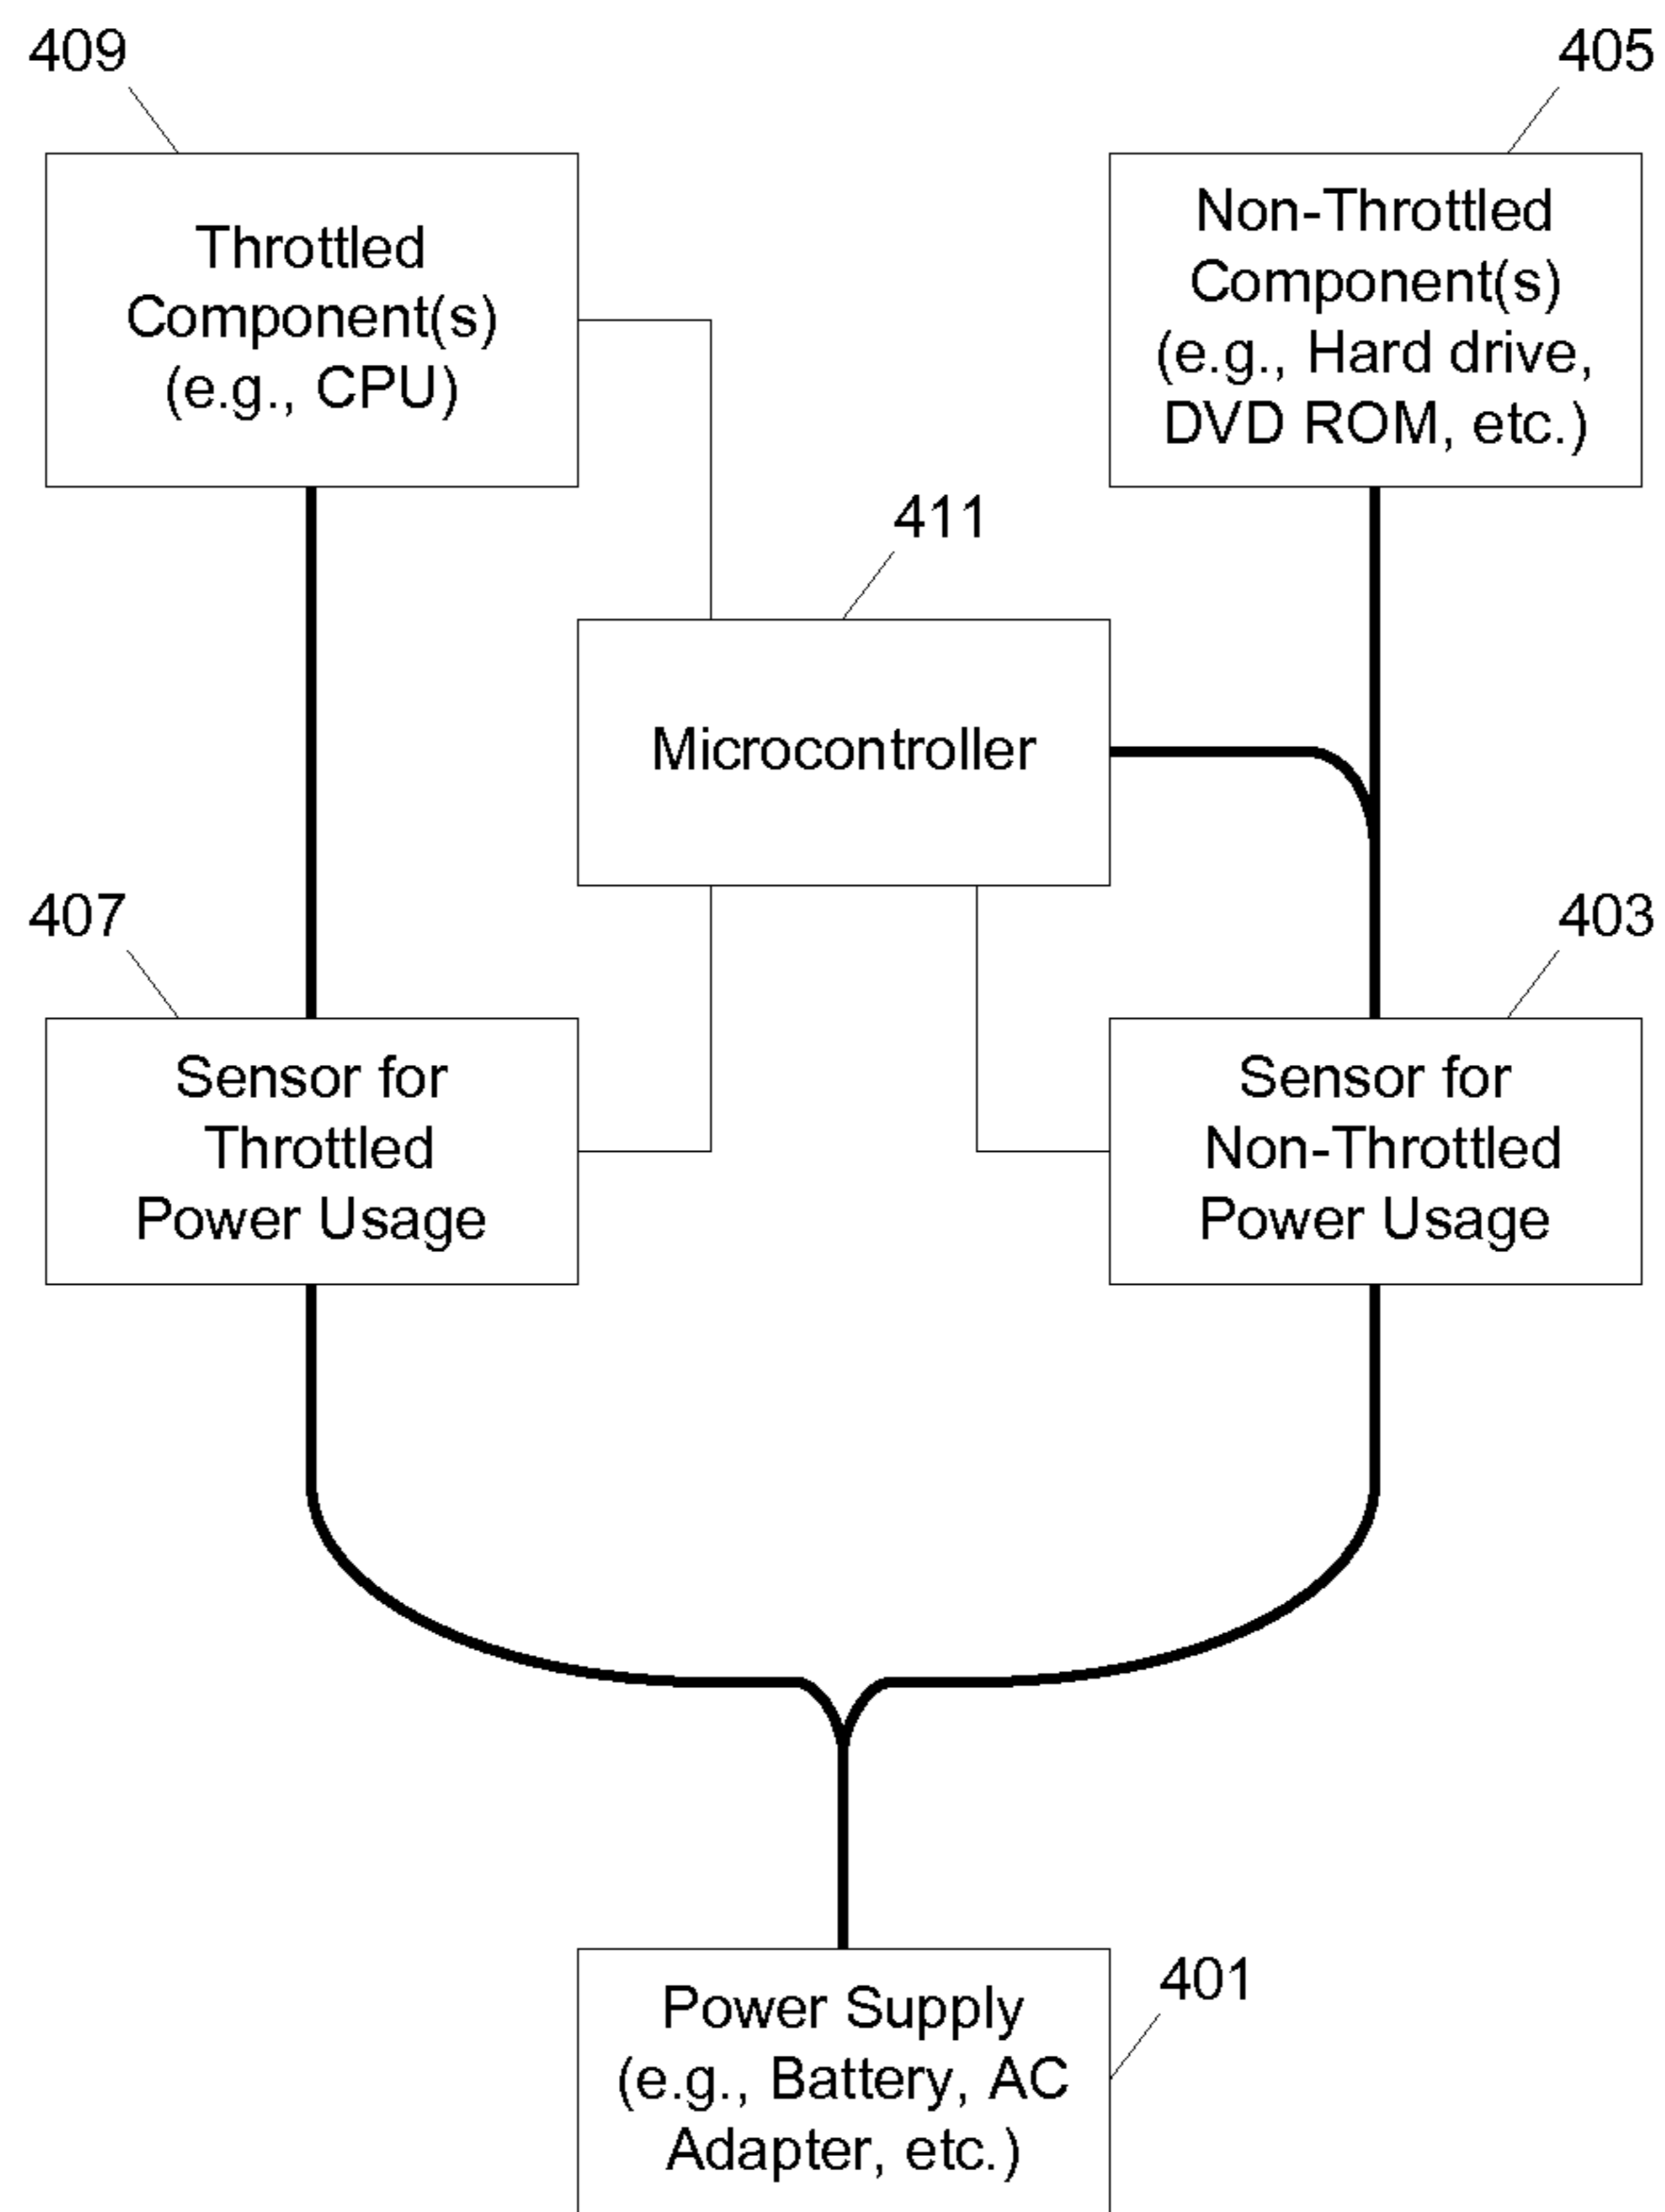 409
405
Throttled
Component(s)
(e.g., CPU)
Non-Throttled
Component(s)
(e.g., Hard drive,
DVD ROM, etc.)
411
Microcontroller
407
403
Sensor for
Throttled
Power Usage
Sensor for
Non-Throttled
Power Usage
401
Power Supply
(e.g., Battery, AC
Adapter, etc.)